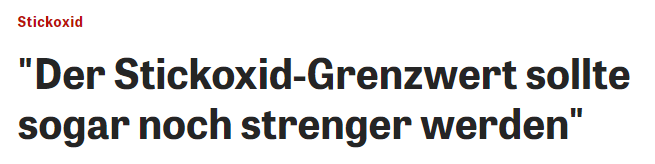 Stickoxid
"Der Stickoxid-Grenzwert sollte
sogar noch strenger werden"